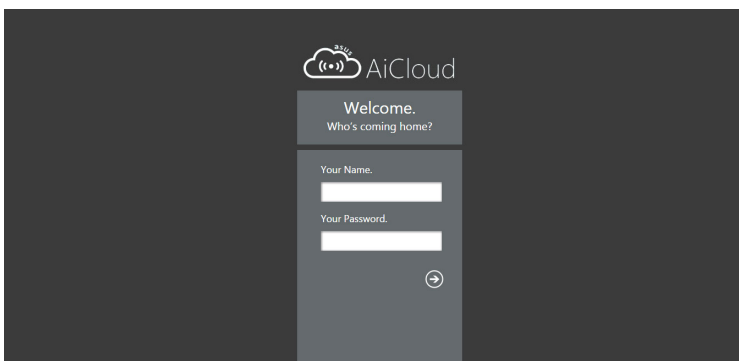 asus
AiCloud
Welcome.
Who's coming home?
Your Name.
Your Password.